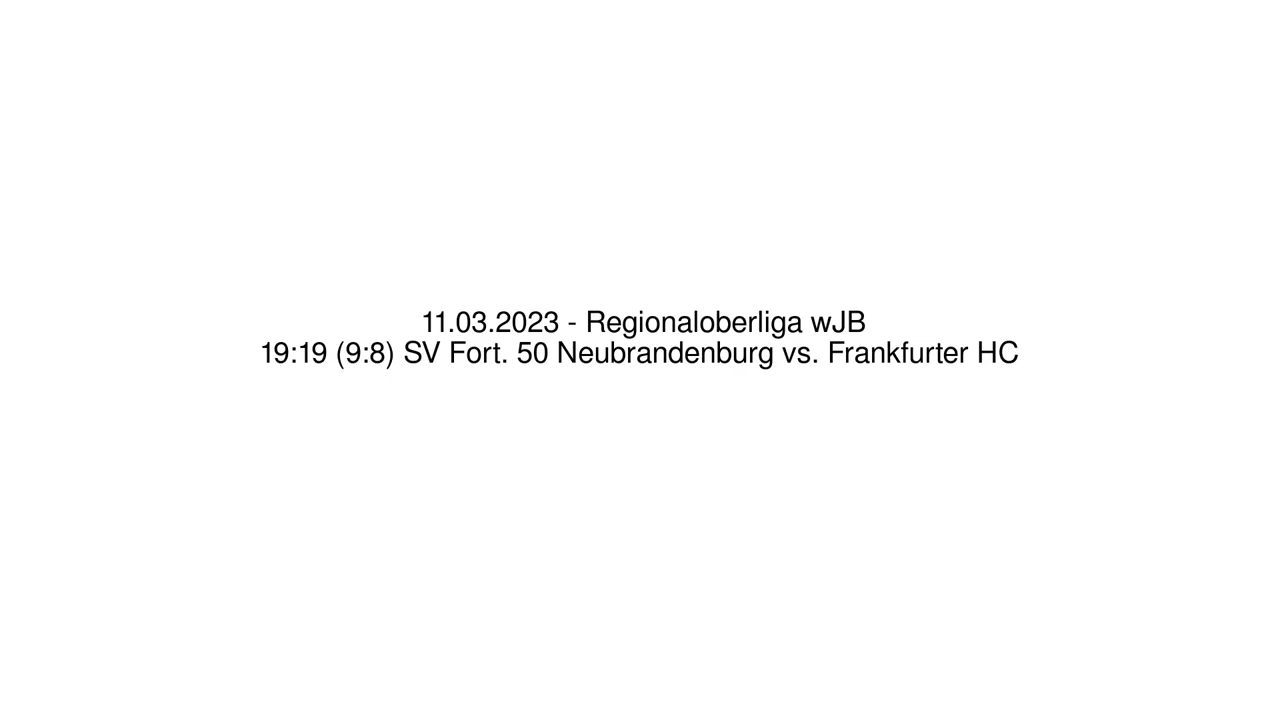 11.03.2023 - Regionaloberliga wJB
19:19 (9:8) SV Fort. 50 Neubrandenburg vs. Frankfurter HC